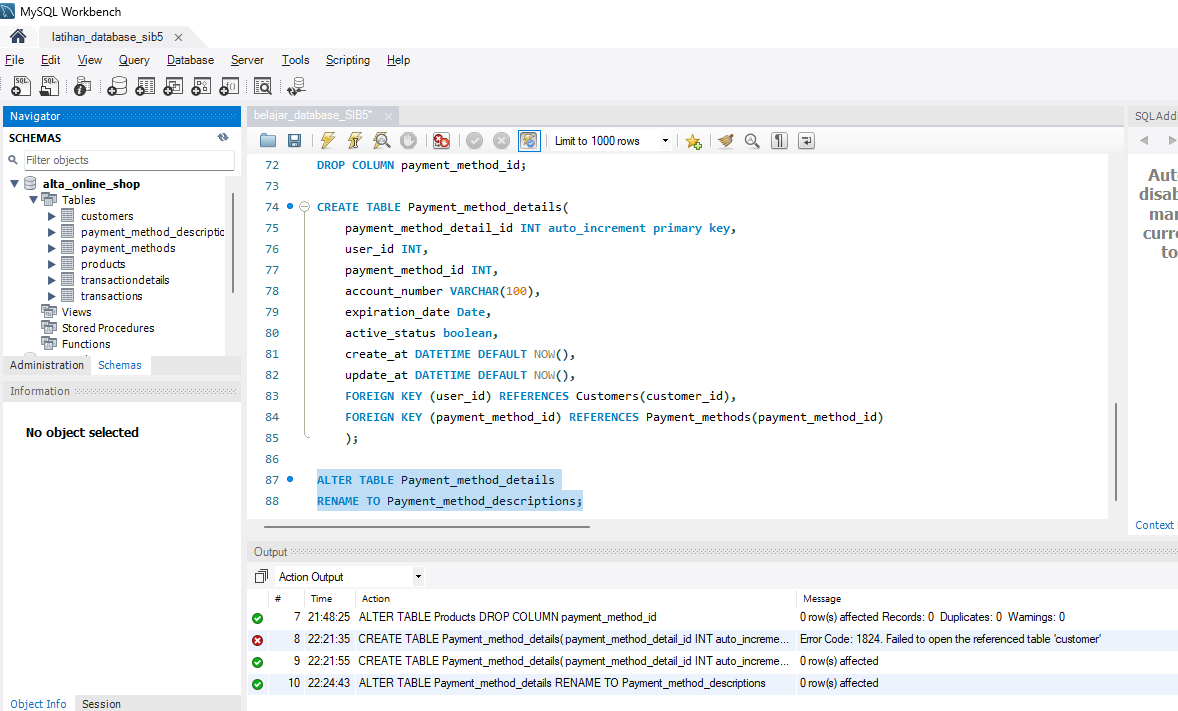 MySQL Workbench
latihan_database_sib5
File Edit View Query Database Server Tools Scripting Help
Navigator
SCHEMAS
Filter objects
alta_online_shop
Tables
customers
payment_method_descriptio
payment_methods
products
transactiondetails
transactions
Views
Stored Procedures
Functions
Administration Schemas
Information
No object selected
Object Info Session
belajar_database_SIB5*
Limit to 1000 rows
72 DROP COLUMN payment_method_id;
73
74 CREATE TABLE Payment_method_details(
75 payment_method_detail_id INT auto_increment primary key,
76 user_id INT,
77 payment_method_id INT,
78 account_number VARCHAR(100),
79 expiration_date Date,
80 active_status boolean,
81 create_at DATETIME DEFAULT NOW(),
82 update_at DATETIME DEFAULT NOW(),
83 FOREIGN KEY (user_id) REFERENCES Customers(customer_id),
84 FOREIGN KEY (payment_method_id) REFERENCES Payment_methods(payment_method_id)
85 );
86
87 ALTER TABLE Payment_method_details
88 RENAME TO Payment_method_descriptions;
SQLAddi
Aut
disab
man
curre
to
Context
Output
Action Output
# Time Action Message
7 21:48:25 ALTER TABLE Products DROP COLUMN payment_method_id 0 row(s) affected Records: 0 Duplicates: 0 Warnings: 0
8 22:21:35 CREATE TABLE Payment_method_details( payment_method_detail_id INT auto_increme... Error Code: 1824. Failed to open the referenced table 'customer'
9 22:21:55 CREATE TABLE Payment_method_details( payment_method_detail_id INT auto_increme... 0 row(s) affected
10 22:24:43 ALTER TABLE Payment_method_details RENAME TO Payment_method_descriptions 0 row(s) affected